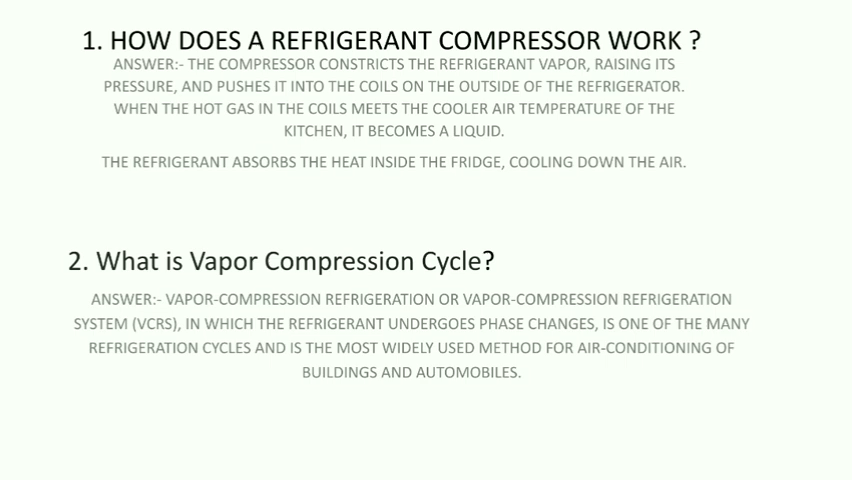 1. HOW DOES A REFRIGERANT COMPRESSOR WORK ?
ANSWER:- THE COMPRESSOR CONSTRICTS THE REFRIGERANT VAPOR, RAISING ITS
PRESSURE, AND PUSHES IT INTO THE COILS ON THE OUTSIDE OF THE REFRIGERATOR.
WHEN THE HOT GAS IN THE COILS MEETS THE COOLER AIR TEMPERATURE OF THE
KITCHEN, IT BECOMES A LIQUID.
THE REFRIGERANT ABSORBS THE HEAT INSIDE THE FRIDGE, COOLING DOWN THE AIR.
2. What is Vapor Compression Cycle?
ANSWER:- VAPOR-COMPRESSION REFRIGERATION OR VAPOR-COMPRESSION REFRIGERATION
SYSTEM (VCRS), IN WHICH THE REFRIGERANT UNDERGOES PHASE CHANGES, IS ONE OF THE MANY
REFRIGERATION CYCLES AND IS THE MOST WIDELY USED METHOD FOR AIR-CONDITIONING OF
BUILDINGS AND AUTOMOBILES.